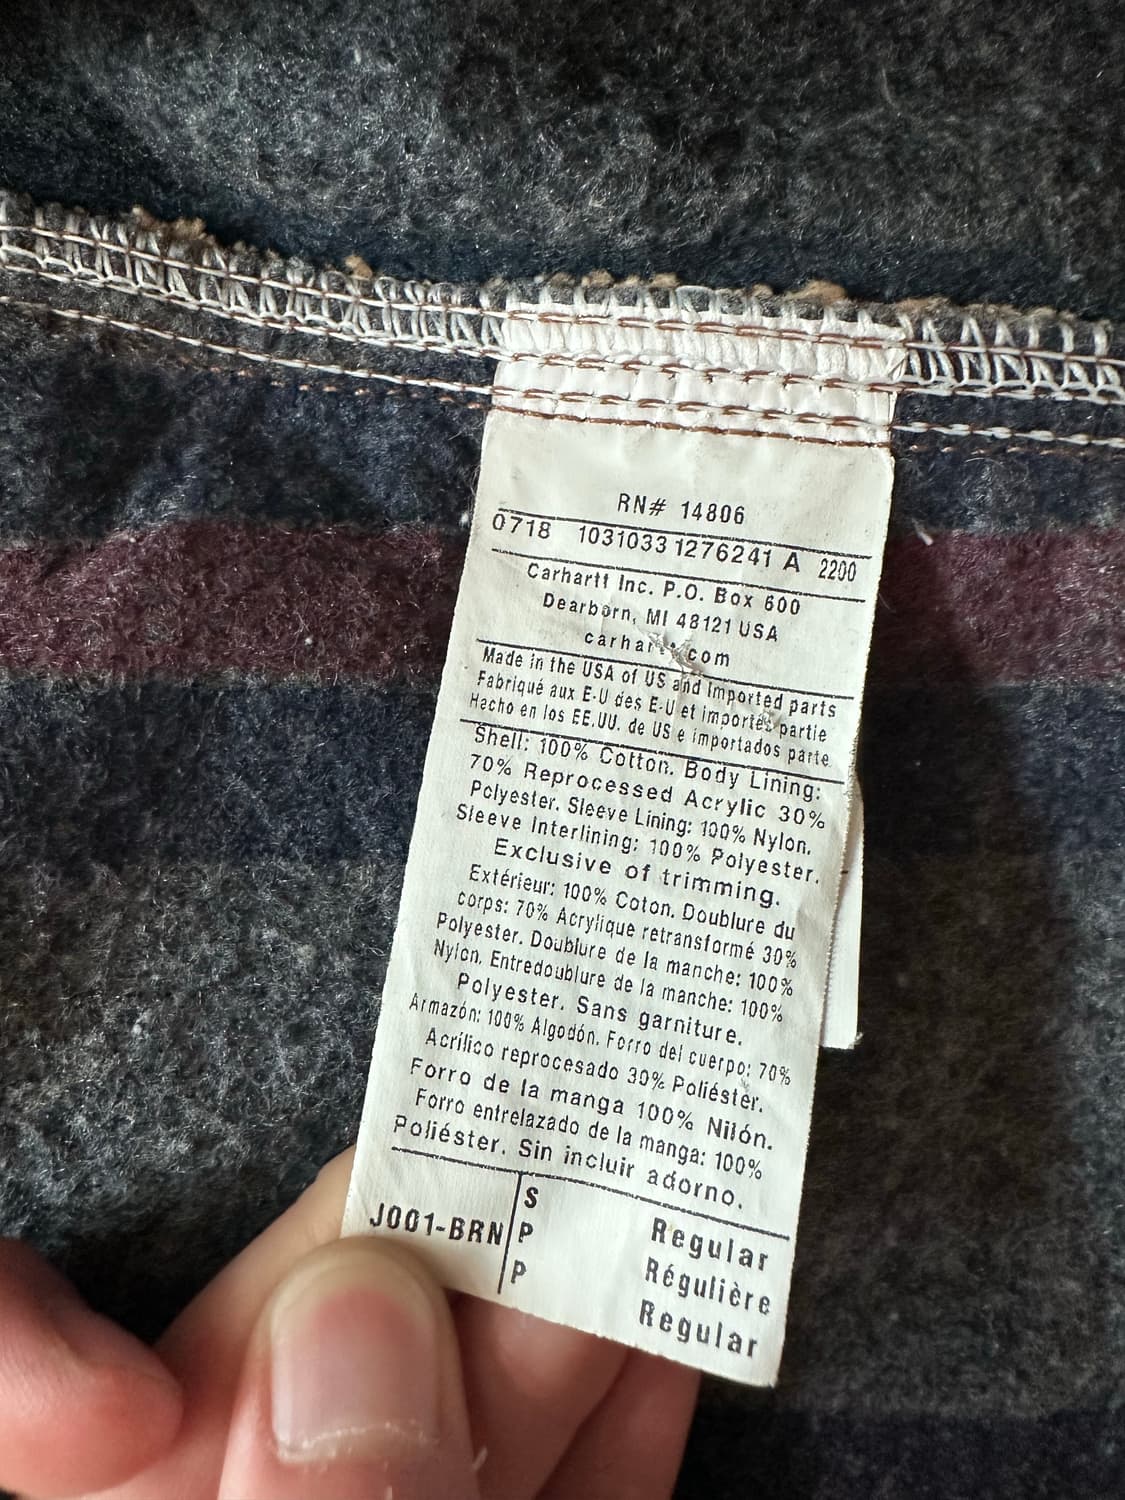 RN# 14806
0718 1031033 1276241 A 2200
Carhartt Inc. P.O. Box 600
Dearborn, MI 48121 USA
carhartt.com
Made in the USA of US and Imported parts
Fabriqué aux E-U des E-U et importés partie
Hacho en los EE.UU. de US e importados parte
Shell: 100% Cotton. Body Lining:
70% Reprocessed Acrylic 30%
Polyester. Sleeve Lining: 100% Nylon.
Sleeve Interlining: 100% Polyester.
Exclusive of trimming.
Extérieur: 100% Coton. Doublure du
corps: 70% Acrylique retransformé 30%
Polyester. Doublure de la manche: 100%
Nylon. Entredoublure de la manche: 100%
Polyester. Sans garniture.
Armazón: 100% Algodón. Forro del cuerpo: 70%
Acrílico reprocesado 30% Poliéster.
Forro de la manga 100% Nilón.
Forro entrelazado de la manga: 100%
Poliéster. Sin incluir adorno.
J001-BRN
S Regular
P Régulière
P Regular